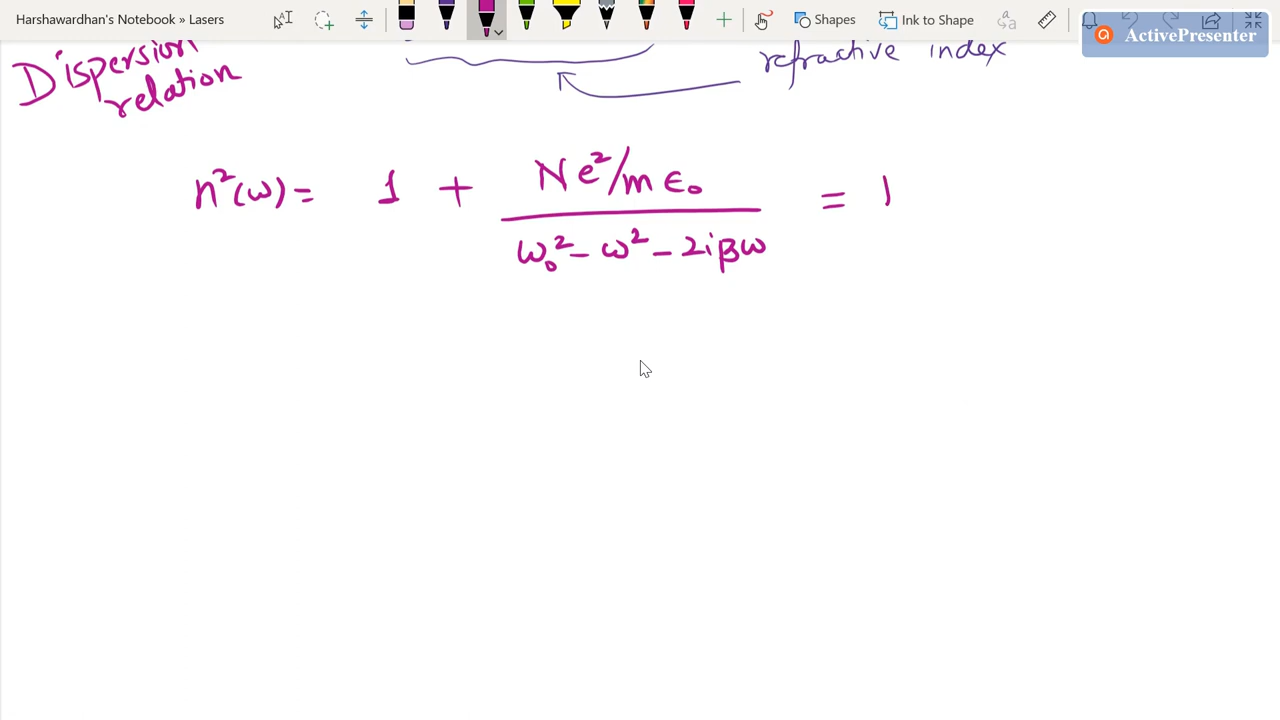 Harshawardhan's Notebook » Lasers
Shapes
Ink to Shape
ActivePresenter
Dispersion
relation
refractive index
n²(ω) = 1 + Ne²/mε₀ = 1
ω₀² - ω² - 2iβω